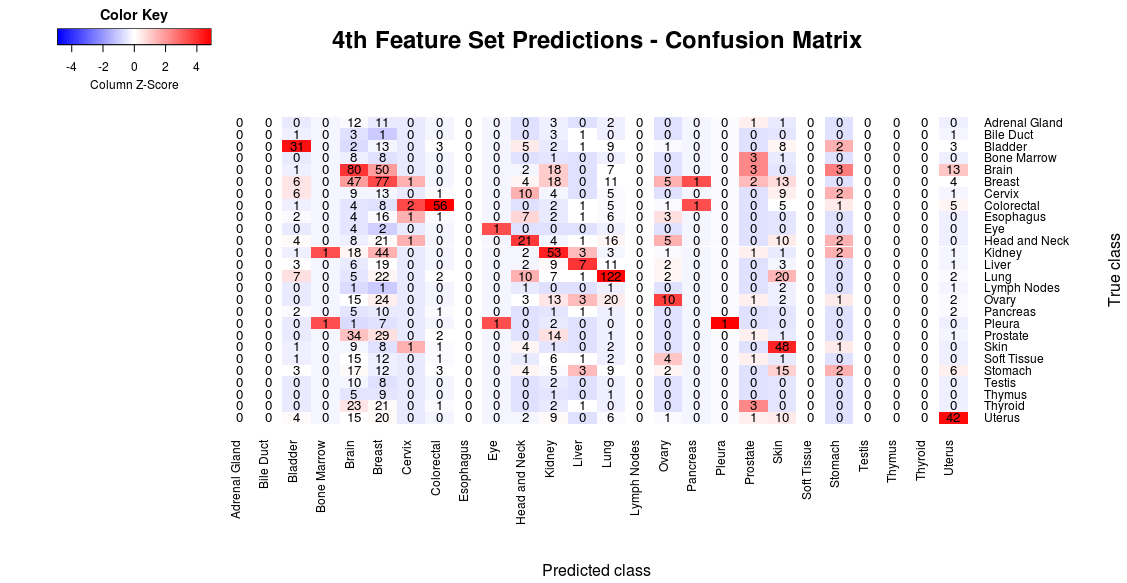 Color Key
-4 -2 0 2 4
Column Z-Score
4th Feature Set Predictions - Confusion Matrix
0 0 0 0 12 11 0 0 0 0 0 3 0 2 0 0 0 0 1 1 0 0 0 0 0 0 Adrenal Gland
0 0 1 0 3 1 0 0 0 0 0 3 1 0 0 0 0 0 0 0 0 0 0 0 0 1 Bile Duct
0 0 31 0 2 13 0 3 0 0 5 2 1 9 0 1 0 0 0 8 0 2 0 0 0 3 Bladder
0 0 0 0 8 8 0 0 0 0 0 1 0 0 0 0 0 0 3 0 0 0 0 0 0 0 Bone Marrow
0 0 1 0 80 50 0 0 0 0 2 18 0 7 0 0 0 0 3 0 0 3 0 0 0 13 Brain
0 0 6 0 47 77 1 0 0 0 4 18 0 11 0 5 1 0 2 13 0 0 0 0 0 4 Breast
0 0 6 0 9 13 0 1 0 0 10 4 0 5 0 0 0 0 0 9 0 2 0 0 0 0 Cervix
0 0 1 0 4 8 2 56 0 0 0 2 1 5 0 1 1 0 0 5 0 1 0 0 0 5 Colorectal
0 0 2 0 4 16 1 1 0 0 7 2 1 6 0 3 0 0 0 0 0 0 0 0 0 0 Esophagus
0 0 0 0 4 2 0 0 0 1 0 0 0 0 0 0 0 0 0 0 0 0 0 0 0 0 Eye
0 0 4 0 8 21 1 0 0 0 21 4 1 16 0 5 0 0 0 10 0 2 0 0 0 0 Head and Neck
0 0 1 1 18 44 0 0 0 0 2 53 3 3 0 0 0 0 1 1 0 2 0 0 0 1 Kidney
0 0 3 0 6 19 0 0 0 0 2 9 7 11 0 2 0 0 0 3 0 0 0 0 0 1 Liver
0 0 7 0 5 22 0 2 0 0 10 7 1 122 0 2 0 0 0 20 0 0 0 0 0 2 Lung
0 0 0 0 1 1 0 0 0 0 1 0 0 1 0 0 0 0 0 2 0 0 0 0 0 1 Lymph Nodes
0 0 0 0 15 24 0 0 0 0 3 13 3 20 0 10 0 0 1 2 0 1 0 0 0 2 Ovary
0 0 2 0 5 10 0 1 0 0 0 1 1 1 0 0 0 0 0 0 0 0 0 0 0 2 Pancreas
0 0 0 1 1 7 0 0 0 1 0 2 0 0 0 0 0 1 0 0 0 0 0 0 0 0 Pleura
0 0 0 0 34 29 0 2 0 0 0 14 0 1 0 0 0 0 1 1 0 0 0 0 0 0 Prostate
0 0 1 0 9 8 1 0 0 0 4 1 0 2 0 0 0 0 0 48 0 1 0 0 0 0 Skin
0 0 1 0 15 12 0 1 0 0 1 6 1 2 0 4 0 0 1 1 0 0 0 0 0 0 Soft Tissue
0 0 3 0 17 12 0 3 0 0 4 5 3 9 0 2 0 0 0 15 0 2 0 0 0 6 Stomach
0 0 0 0 10 8 0 0 0 0 0 2 0 0 0 0 0 0 0 0 0 0 0 0 0 0 Testis
0 0 0 0 5 9 0 0 0 0 0 1 0 1 0 0 0 0 0 0 0 0 0 0 0 0 Thymus
0 0 0 0 23 21 0 1 0 0 0 2 1 0 0 0 0 0 3 0 0 0 0 0 0 0 Thyroid
0 0 4 0 15 20 0 0 0 0 2 9 0 6 0 1 0 0 1 10 0 0 0 0 0 42 Uterus
True class
Adrenal Gland
Bile Duct
Bladder
Bone Marrow
Brain
Breast
Cervix
Colorectal
Esophagus
Eye
Head and Neck
Kidney
Liver
Lung
Lymph Nodes
Ovary
Pancreas
Pleura
Prostate
Skin
Soft Tissue
Stomach
Testis
Thymus
Thyroid
Uterus
Predicted class